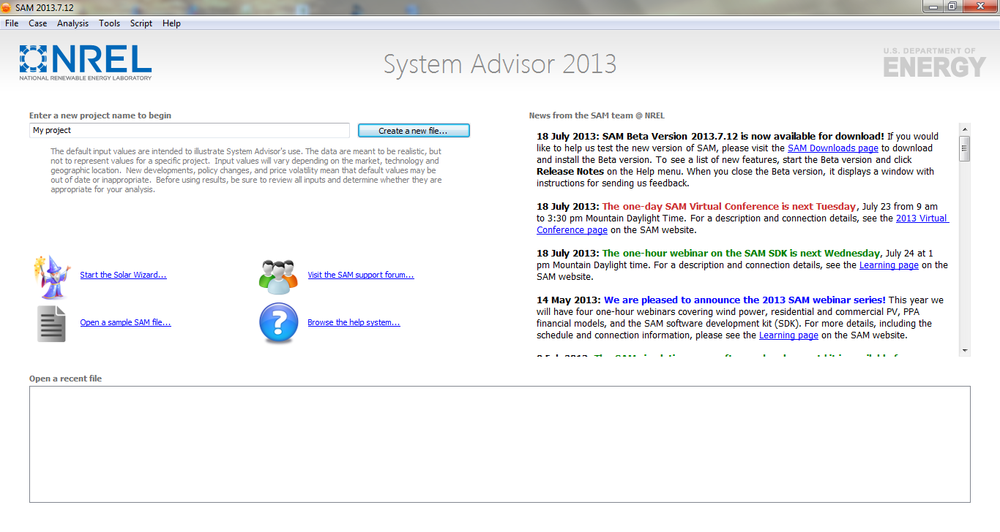 SAM 2013.7.12
File Case Analysis Tools Script Help
NREL
NATIONAL RENEWABLE ENERGY LABORATORY
System Advisor 2013
U.S. DEPARTMENT OF
ENERGY
Enter a new project name to begin
My project
Create a new file...
The default input values are intended to illustrate System Advisor's use. The data are meant to be realistic, but
not to represent values for a specific project. Input values will vary depending on the market, technology and
geographic location. New developments, policy changes, and price volatility mean that default values may be
out of date or inappropriate. Before using results, be sure to review all inputs and determine whether they are
appropriate for your analysis.
Start the Solar Wizard...
Visit the SAM support forum...
Open a sample SAM file...
Browse the help system...
News from the SAM team @ NREL
18 July 2013: SAM Beta Version 2013.7.12 is now available for download! If you would
like to help us test the new version of SAM, please visit the SAM Downloads page to download
and install the Beta version. To see a list of new features, start the Beta version and click
Release Notes on the Help menu. When you close the Beta version, it displays a window with
instructions for sending us feedback.
18 July 2013: The one-day SAM Virtual Conference is next Tuesday, July 23 from 9 am
to 3:30 pm Mountain Daylight Time. For a description and connection details, see the 2013 Virtual
Conference page on the SAM website.
18 July 2013: The one-hour webinar on the SAM SDK is next Wednesday, July 24 at 1
pm Mountain Daylight time. For a description and connection details, see the Learning page on the
SAM website.
14 May 2013: We are pleased to announce the 2013 SAM webinar series! This year we
will have four one-hour webinars covering wind power, residential and commercial PV, PPA
financial models, and the SAM software development kit (SDK). For more details, including the
schedule and connection information, please see the Learning page on the SAM website.
Open a recent file